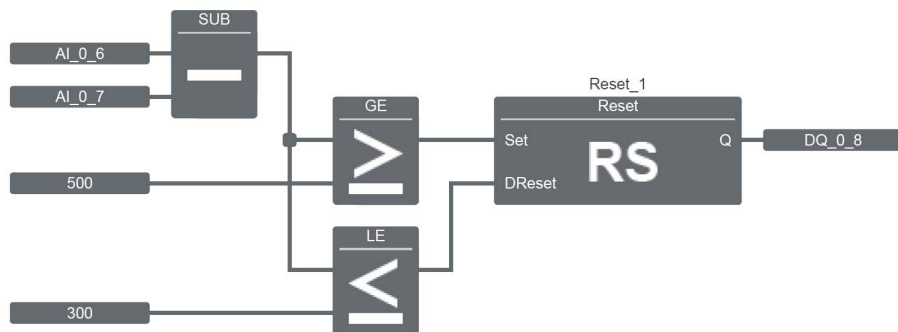 SUB
AI_0_6
AI_0_7
500
300
GE
LE
Reset_1
Reset
Set
Q
RS
DReset
DQ_0_8